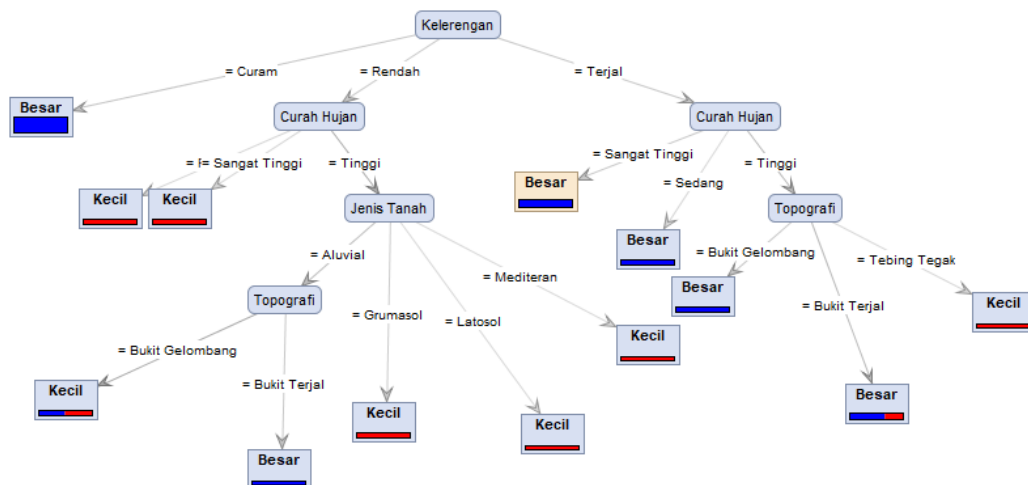 Kelerengan
= Curam
= Rendah
= Terjal
Besar
Curah Hujan
Curah Hujan
= Sangat Tinggi
= Tinggi
= Sangat Tinggi
= Sedang
= Tinggi
Kecil
Kecil
Jenis Tanah
Besar
Topografi
Besar
= Aluvial
= Mediteran
= Bukit Gelombang
= Tebing Tegak
Topografi
= Grumasol
= Latosol
Besar
= Bukit Terjal
Kecil
Kecil
= Bukit Gelombang
= Bukit Terjal
Kecil
Kecil
Kecil
Besar
Besar